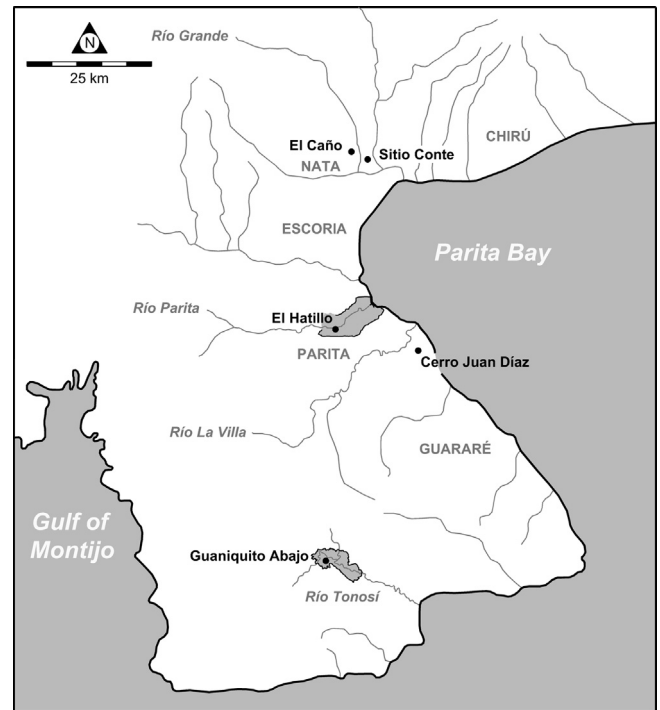 Río Grande
N
25 km
CHIRÚ
El Caño
Sitio Conte
NATA
ESCORIA
Parita Bay
Río Parita
El Hatillo
PARITA
Cerro Juan Díaz
Río La Villa
GUARARÉ
Gulf of
Montijo
Guaniquito Abajo
Río Tonosí